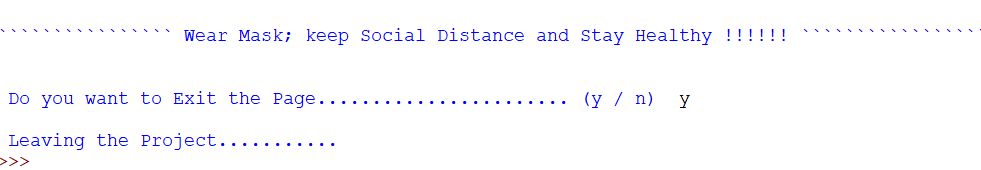 ```````````````` Wear Mask; keep Social Distance and Stay Healthy !!!!!! `````````````````
Do you want to Exit the Page....................... (y / n)  y
Leaving the Project...........
>>>